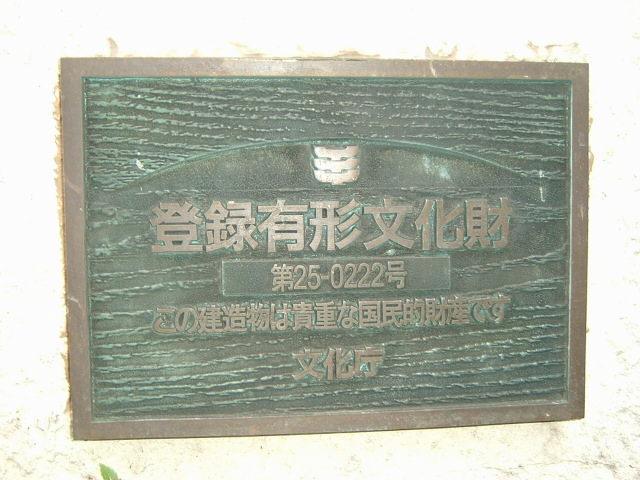 登録有形文化財
第25-0222号
この建造物は貴重な国民的財産です
文化庁